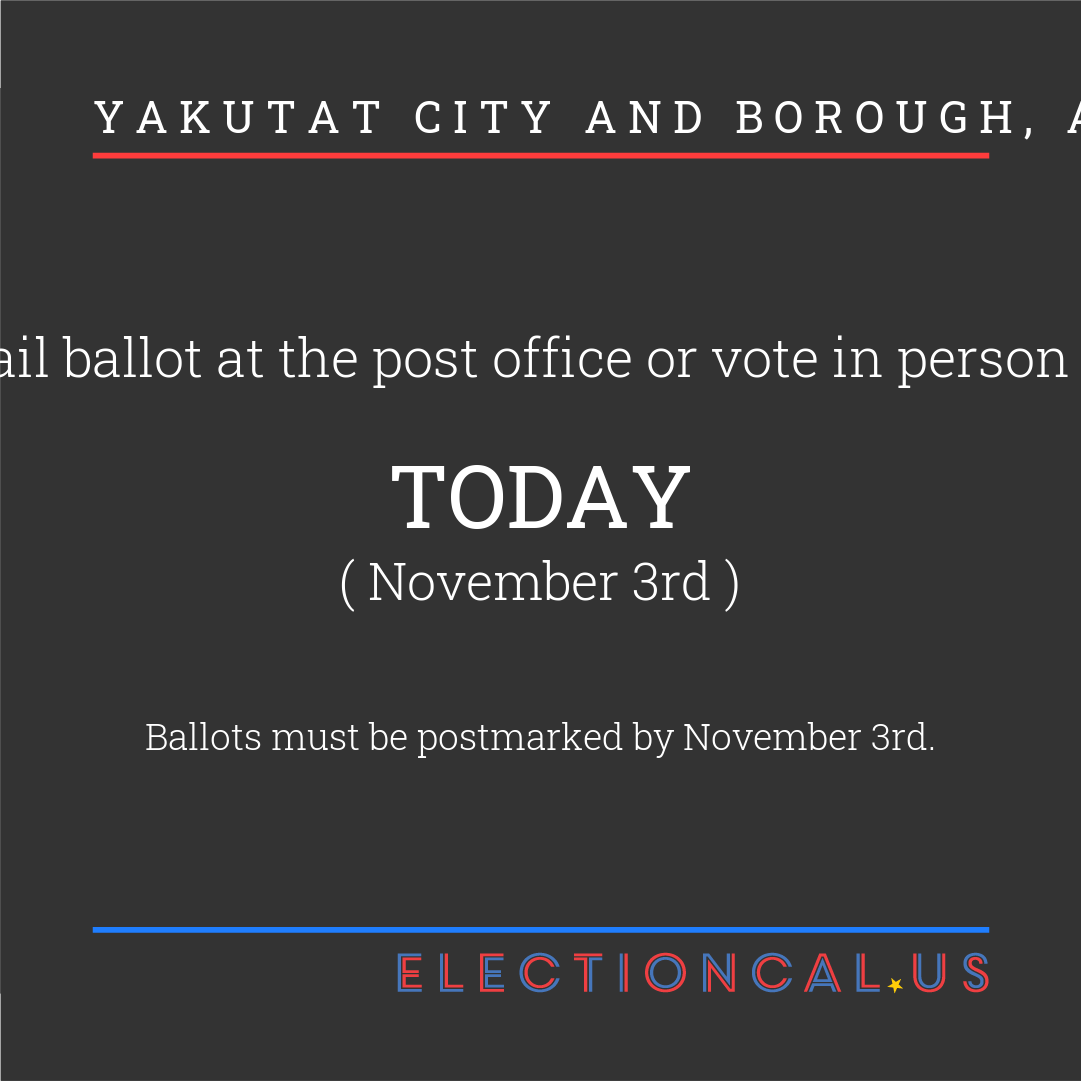 YAKUTAT CITY AND BOROUGH,
ballot at the post office or vote in person
TODAY
( November 3rd )
Ballots must be postmarked by November 3rd.
ELECTIONCAL.US